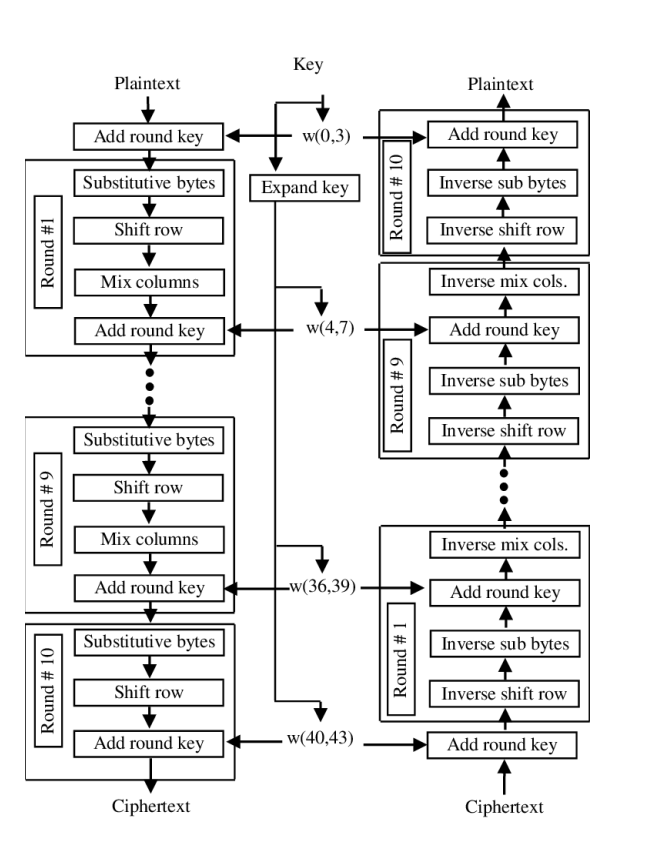 Key
Plaintext
Add round key
Round #1
Substitutive bytes
Shift row
Mix columns
Add round key
Round # 9
Substitutive bytes
Shift row
Mix columns
Add round key
Round # 10
Substitutive bytes
Shift row
Add round key
Ciphertext
w(0,3)
Expand key
w(4,7)
w(36,39)
w(40,43)
Plaintext
Round # 10
Add round key
Inverse sub bytes
Inverse shift row
Round # 9
Inverse mix cols.
Add round key
Inverse sub bytes
Inverse shift row
Round # 1
Inverse mix cols.
Add round key
Inverse sub bytes
Inverse shift row
Add round key
Ciphertext